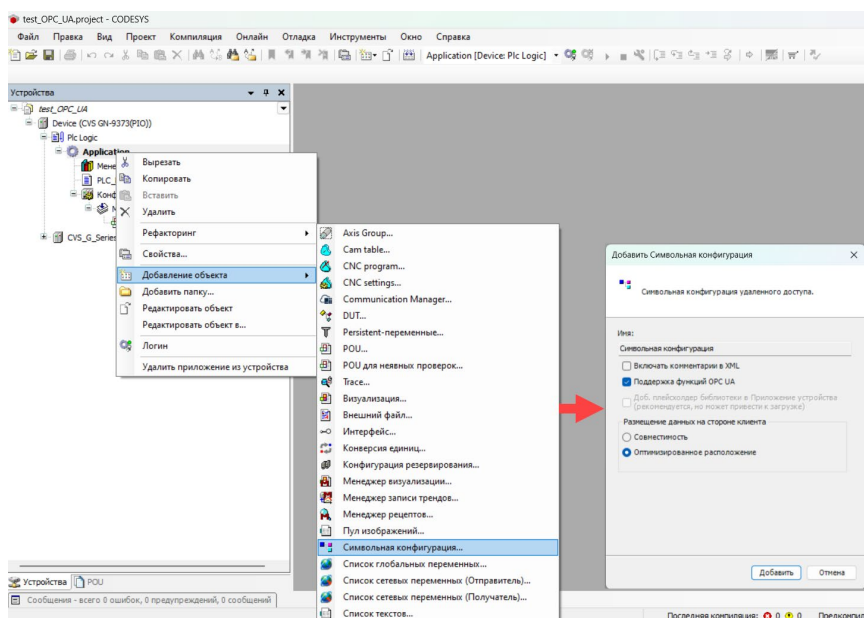 test_OPC_UA.project - CODESYS
Файл Правка Вид Проект Компиляция Онлайн Отладка Инструменты Окно Справка
Application [Device: Plc Logic]
Устройства
test_OPC_UA
Device (CVS GN-9373(PIO))
Plc Logic
Application
PLC_
CVS_G_Series
Вырезать
Копировать
Вставить
Удалить
Рефакторинг
Свойства...
Добавление объекта
Добавить папку...
Редактировать объект
Редактировать объект в...
Логин
Удалить приложение из устройства
Axis Group...
Cam table...
CNC program...
CNC settings...
Communication Manager...
DUT...
Persistent-переменные...
POU...
POU для неявных проверок...
Trace...
Визуализация...
Внешний файл...
Интерфейс...
Конверсия единиц...
Конфигурация резервирования...
Менеджер визуализации...
Менеджер записи трендов...
Менеджер рецептов...
Пул изображений...
Символьная конфигурация...
Список глобальных переменных...
Список сетевых переменных (Отправитель)...
Список сетевых переменных (Получатель)...
Список текстов...
Добавить Символьная конфигурация
Символьная конфигурация удаленного доступа.
Имя:
Символьная конфигурация
Включать комментарии в XML
Поддержка функций OPC UA
Доб. плейсхолдер библиотеки в Приложение устройства
(рекомендуется, но может привести к загрузке)
Размещение данных на стороне клиента
Совместимость
Оптимизированное расположение
Добавить Отмена
Устройства POU
Сообщения - всего 0 ошибок, 0 предупреждений, 0 сообщений
Последняя компиляция: 0 0